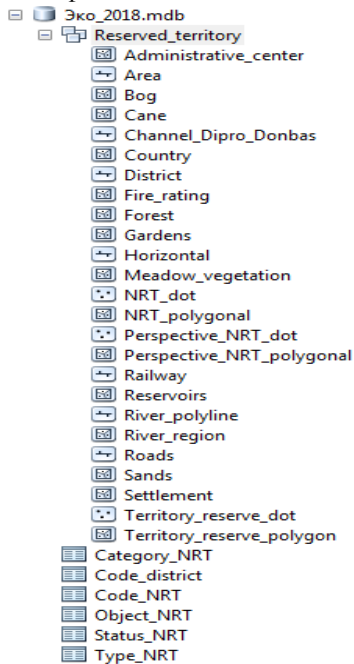 Эко_2018.mdb
Reserved_territory
Administrative_center
Area
Bog
Cane
Channel_Dipro_Donbas
Country
District
Fire_rating
Forest
Gardens
Horizontal
Meadow_vegetation
NRT_dot
NRT_polygonal
Perspective_NRT_dot
Perspective_NRT_polygonal
Railway
Reservoirs
River_polyline
River_region
Roads
Sands
Settlement
Territory_reserve_dot
Territory_reserve_polygon
Category_NRT
Code_district
Code_NRT
Object_NRT
Status_NRT
Type_NRT